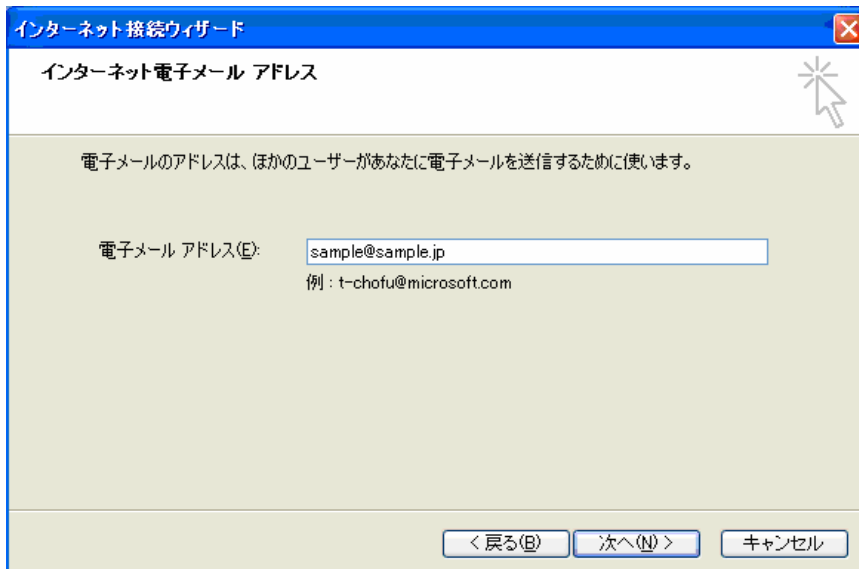 インターネット接続ウィザード
インターネット電子メール アドレス
電子メールのアドレスは、ほかのユーザーがあなたに電子メールを送信するために使います。
電子メール アドレス(E): sample@sample.jp
例 : t-chofu@microsoft.com
< 戻る(B) 次へ(N) > キャンセル